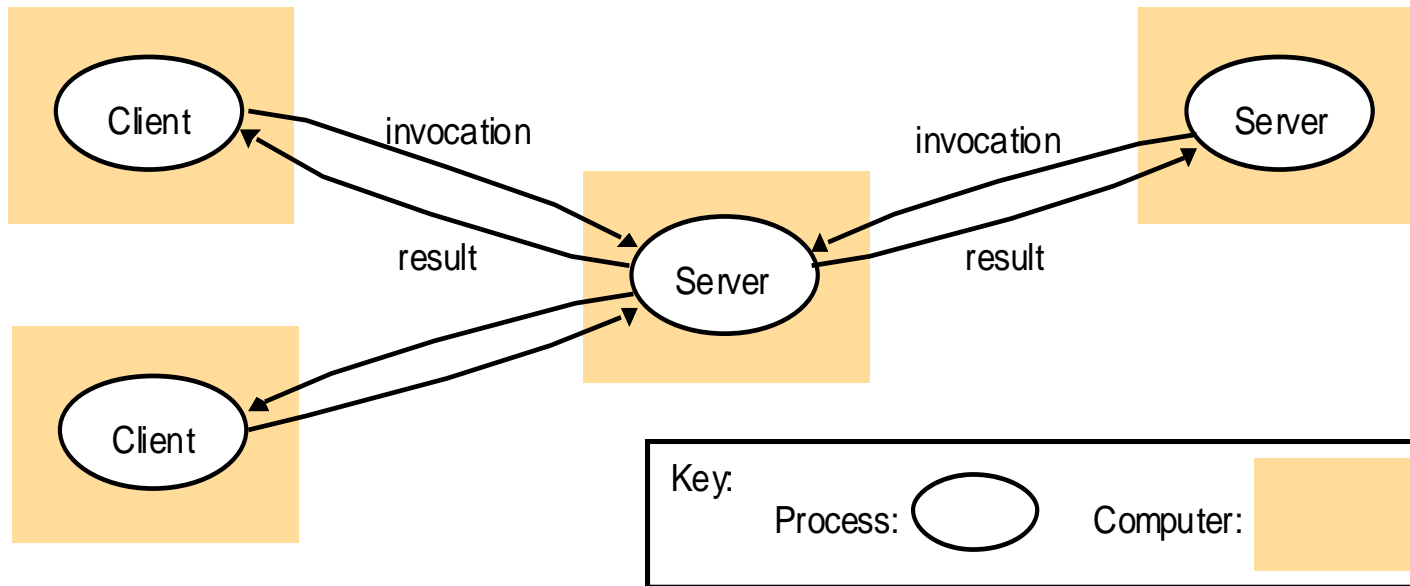 Client
invocation
result
Server
invocation
result
Server
Client
Key:
Process:
Computer: